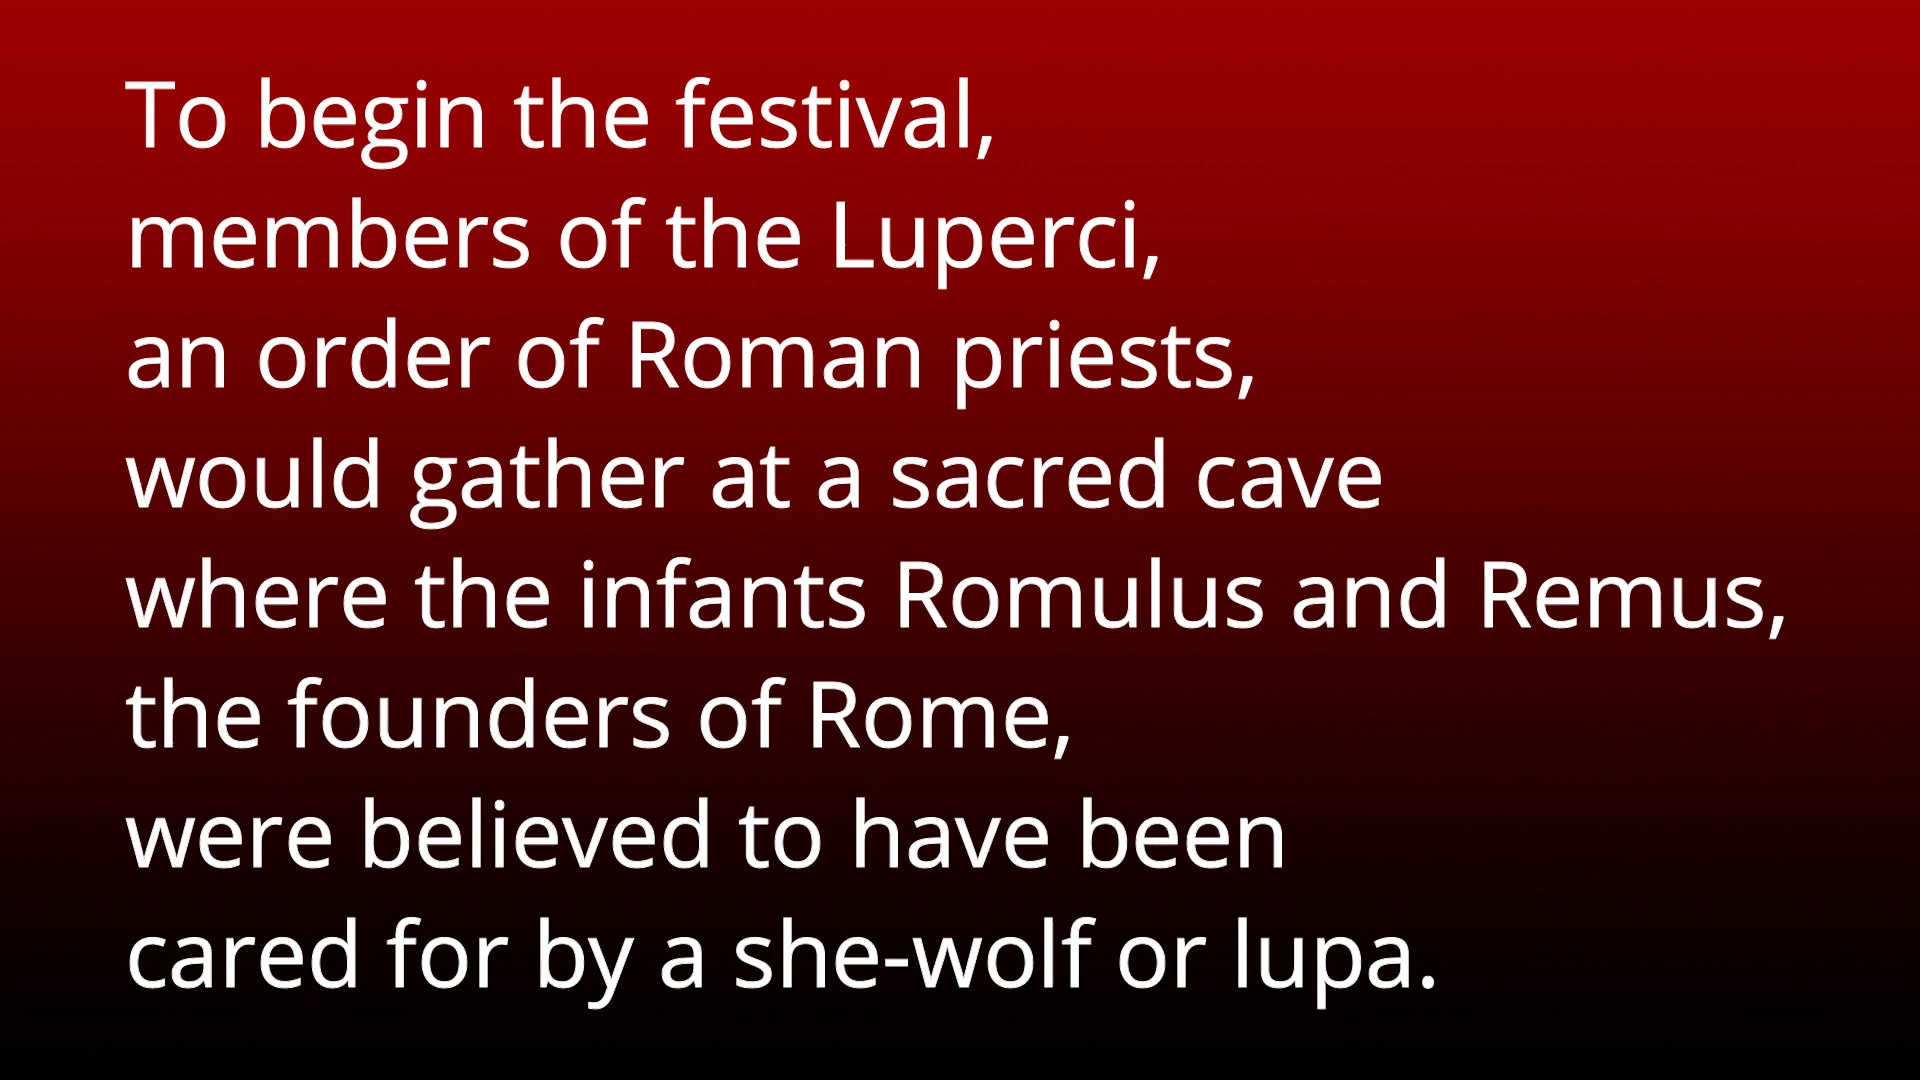 To begin the festival,
members of the Luperci,
an order of Roman priests,
would gather at a sacred cave
where the infants Romulus and Remus,
the founders of Rome,
were believed to have been
cared for by a she-wolf or lupa.